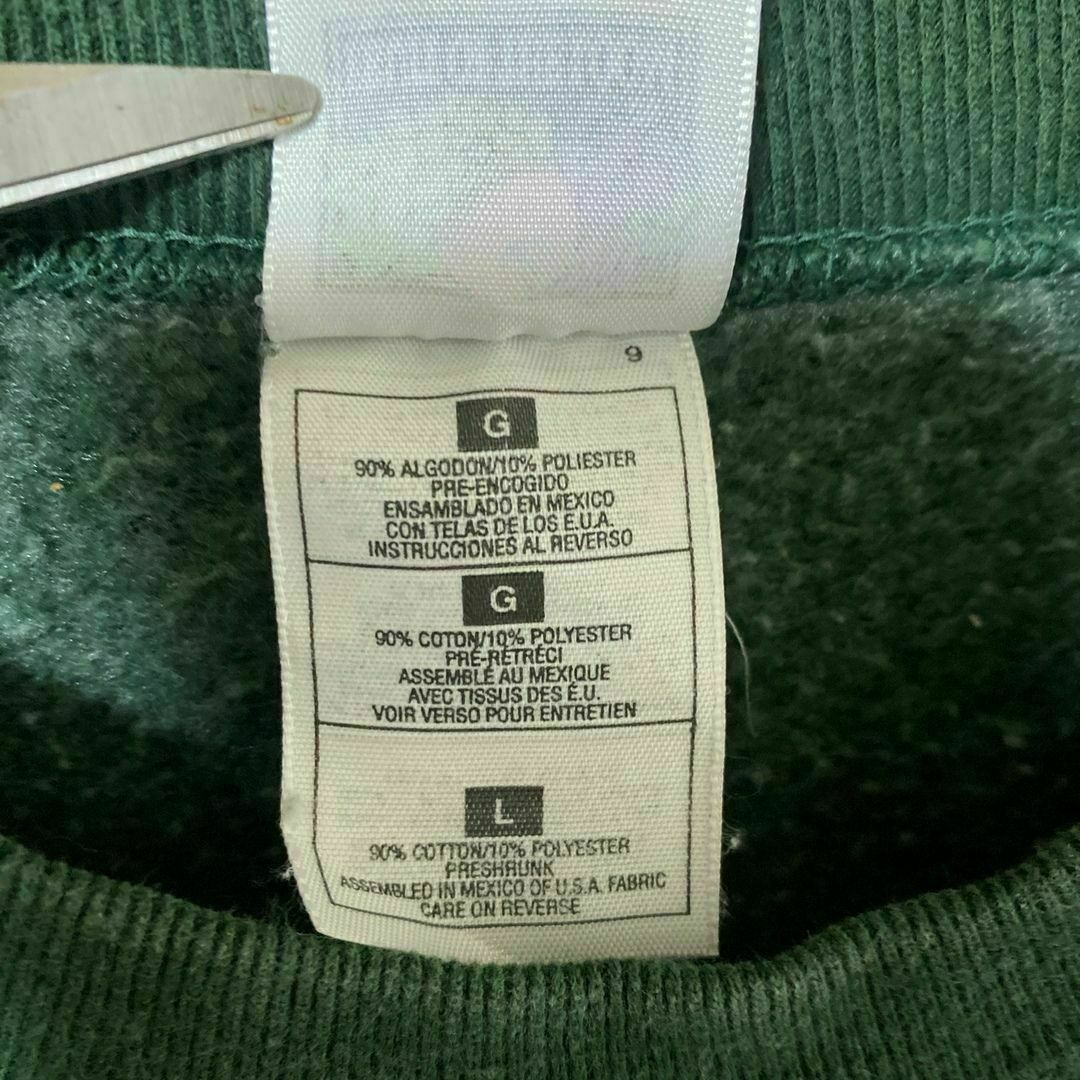 9
G
90% ALGODON/10% POLIESTER
PRE-ENCOGIDO
ENSAMBLADO EN MEXICO
CON TELAS DE LOS E.U.A.
INSTRUCCIONES AL REVERSO
G
90% COTON/10% POLYESTER
PRÉ-RÉTRÉCI
ASSEMBLÉ AU MEXIQUE
AVEC TISSUS DES É.U.
VOIR VERSO POUR ENTRETIEN
L
90% COTTON/10% POLYESTER
PRESHRUNK
ASSEMBLED IN MEXICO OF U.S.A. FABRIC
CARE ON REVERSE